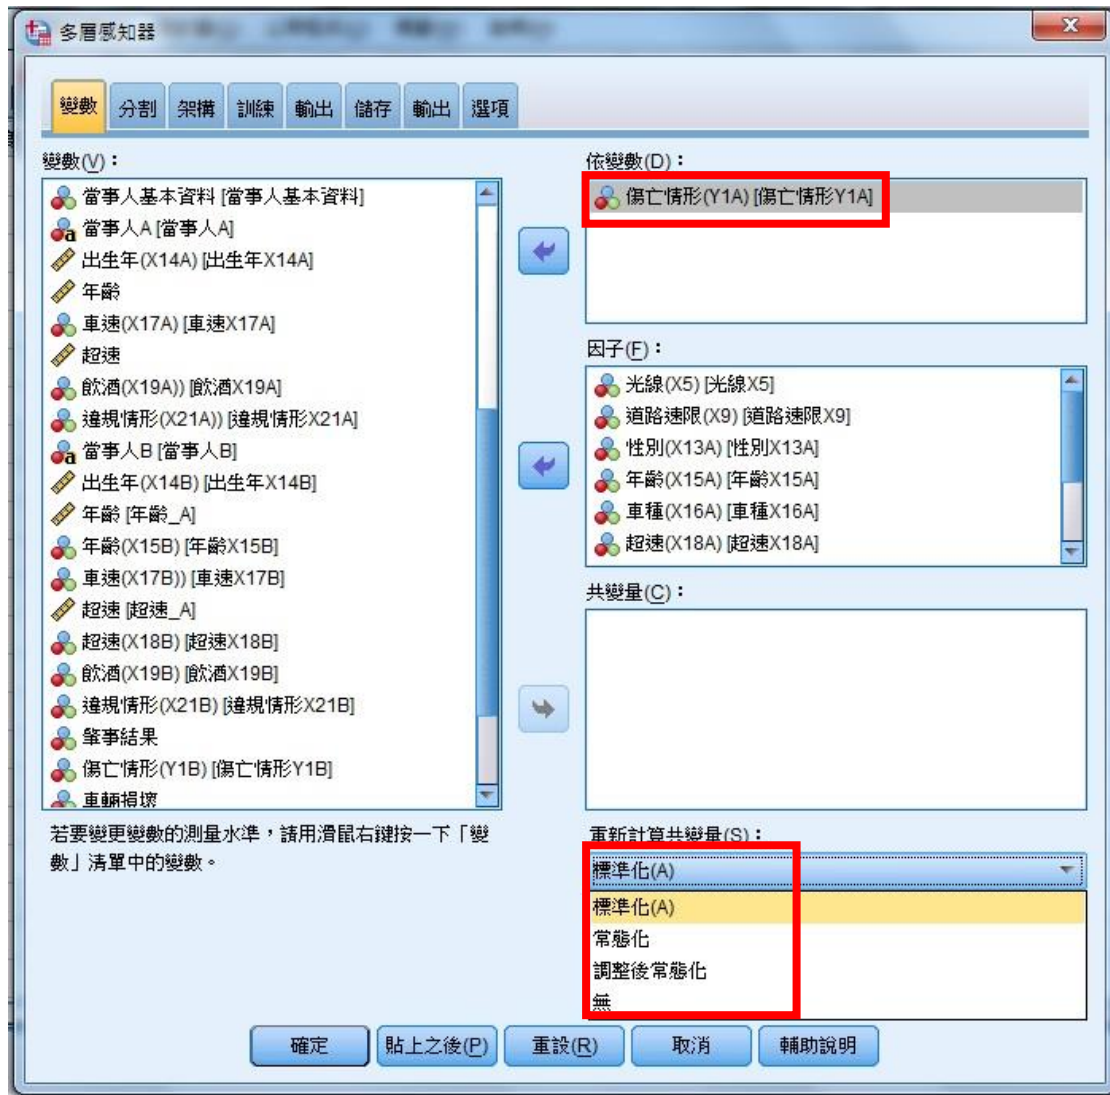 多層感知器
變數 分割 架構 訓練 輸出 儲存 輸出 選項
變數(V)：
當事人基本資料 [當事人基本資料]
當事人A [當事人A]
出生年(X14A) [出生年X14A]
年齡
車速(X17A) [車速X17A]
超速
飲酒(X19A)) [飲酒X19A]
違規情形(X21A)) [違規情形X21A]
當事人B [當事人B]
出生年(X14B) [出生年X14B]
年齡 [年齡_A]
年齡(X15B) [年齡X15B]
車速(X17B)) [車速X17B]
超速 [超速_A]
超速(X18B) [超速X18B]
飲酒(X19B) [飲酒X19B]
違規情形(X21B) [違規情形X21B]
肇事結果
傷亡情形(Y1B) [傷亡情形Y1B]
車輛損壞
若要變更變數的測量水準，請用滑鼠右鍵按一下「變
數」清單中的變數。
依變數(D)：
傷亡情形(Y1A) [傷亡情形Y1A]
因子(F)：
光線(X5) [光線X5]
道路速限(X9) [道路速限X9]
性別(X13A) [性別X13A]
年齡(X15A) [年齡X15A]
車種(X16A) [車種X16A]
超速(X18A) [超速X18A]
共變量(C)：
重新計算共變量(S)：
標準化(A)
標準化(A)
常態化
調整後常態化
無
確定 貼上之後(P) 重設(R) 取消 輔助說明